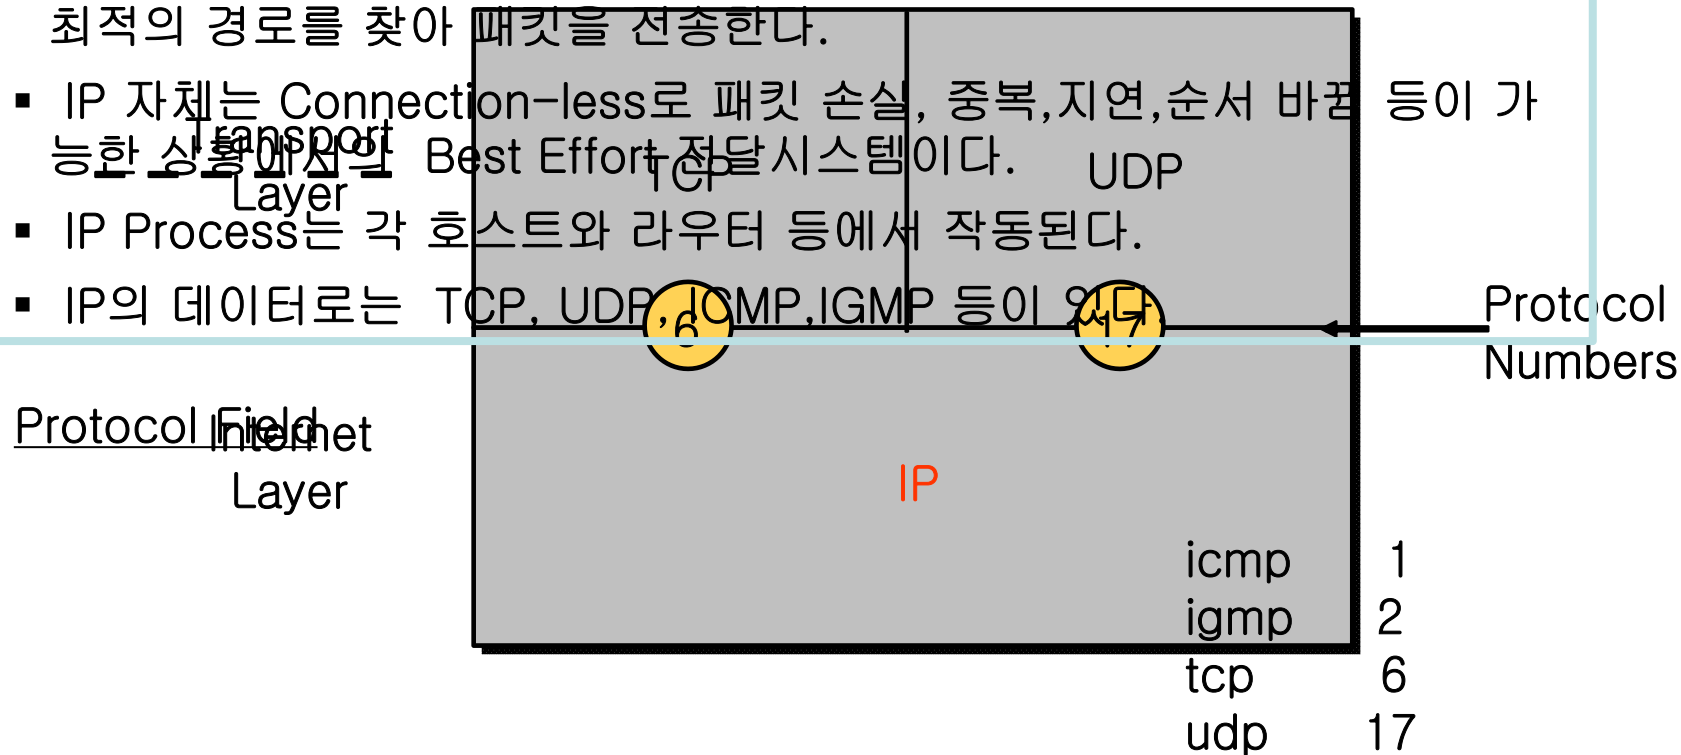 최적의 경로를 찾아 패킷을 전송한다.
▪ IP 자체는 Connection-less로 패킷 손실, 중복,지연,순서 바뀜 등이 가
능한 상황에서의 Best Effort 전달시스템이다.
▪ IP Process는 각 호스트와 라우터 등에서 작동된다.
▪ IP의 데이터로는 TCP, UDP, ICMP,IGMP 등이 있다
Transport
Layer
TCP
UDP
6
17
Protocol
Numbers
Protocol Field
Internet
Layer
IP
icmp 1
igmp 2
tcp 6
udp 17